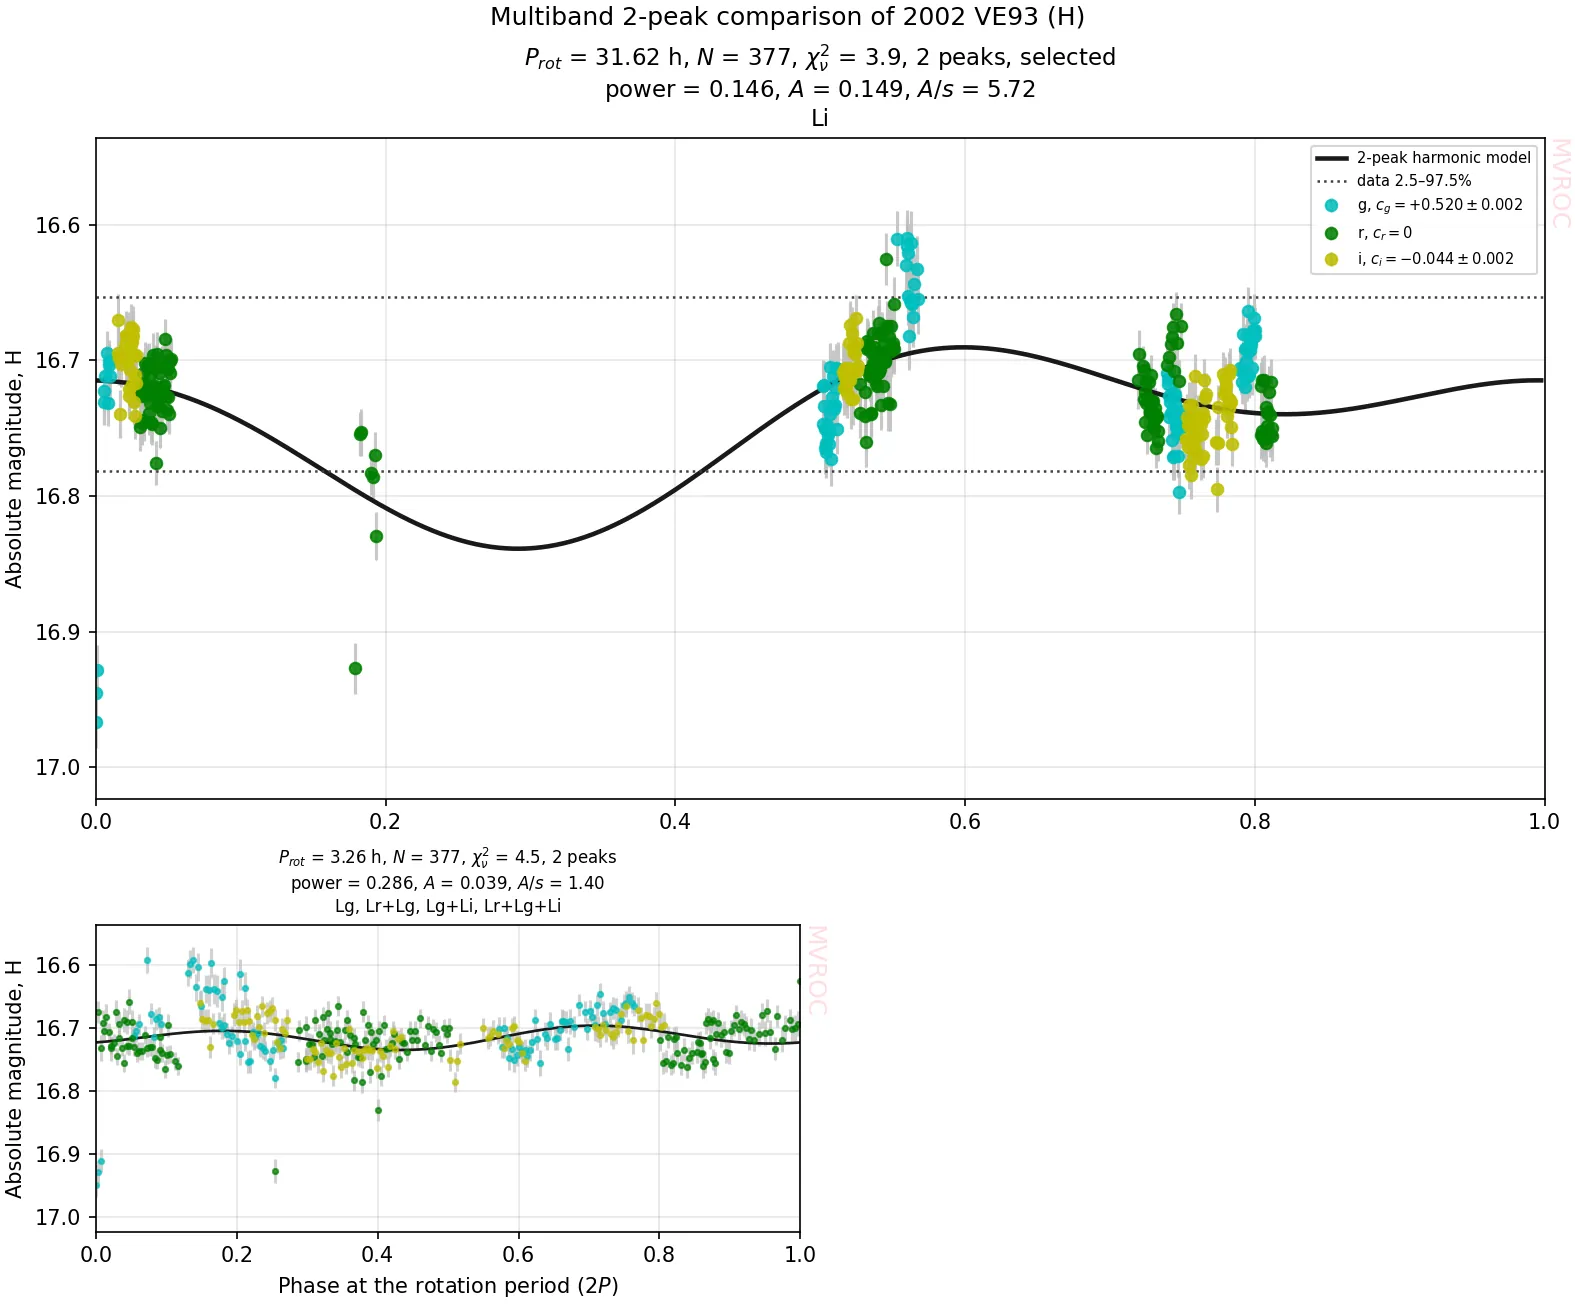 Multiband 2-peak comparison of 2002 VE93 (H)
P_rot = 31.62 h, N = 377, χ²_ν = 3.9, 2 peaks, selected
power = 0.146, A = 0.149, A/s = 5.72
Li
MVROC
2-peak harmonic model
data 2.5–97.5%
g, c_g = +0.520 ± 0.002
r, c_r = 0
i, c_i = −0.044 ± 0.002
Absolute magnitude, H
16.6
16.7
16.8
16.9
17.0
0.0 0.2 0.4 0.6 0.8 1.0
P_rot = 3.26 h, N = 377, χ²_ν = 4.5, 2 peaks
power = 0.286, A = 0.039, A/s = 1.40
Lg, Lr+Lg, Lg+Li, Lr+Lg+Li
MVROC
Absolute magnitude, H
16.6
16.7
16.8
16.9
17.0
0.0 0.2 0.4 0.6 0.8 1.0
Phase at the rotation period (2P)